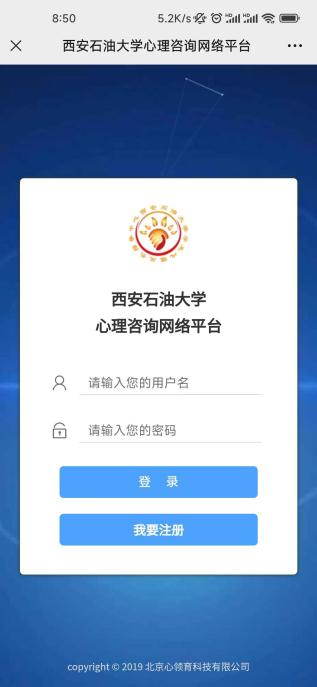 8:50
5.2K/s
西安石油大学心理咨询网络平台
西安石油大学
心理咨询网络平台
请输入您的用户名
请输入您的密码
登 录
我要注册
copyright © 2019 北京心领育科技有限公司